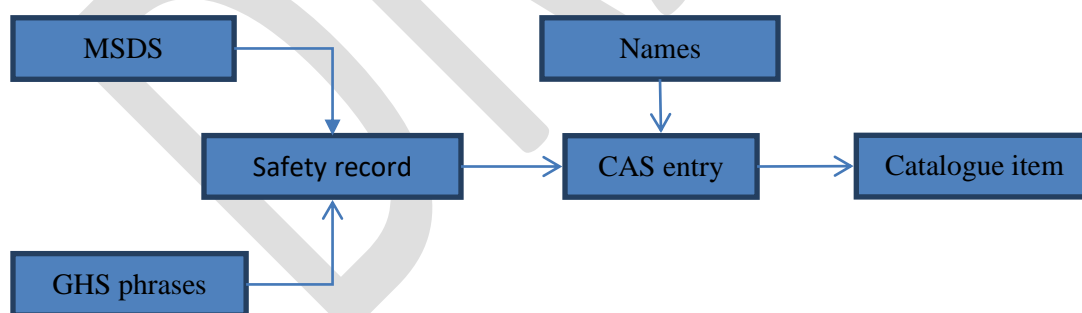 MSDS
Names
Safety record
CAS entry
Catalogue item
GHS phrases